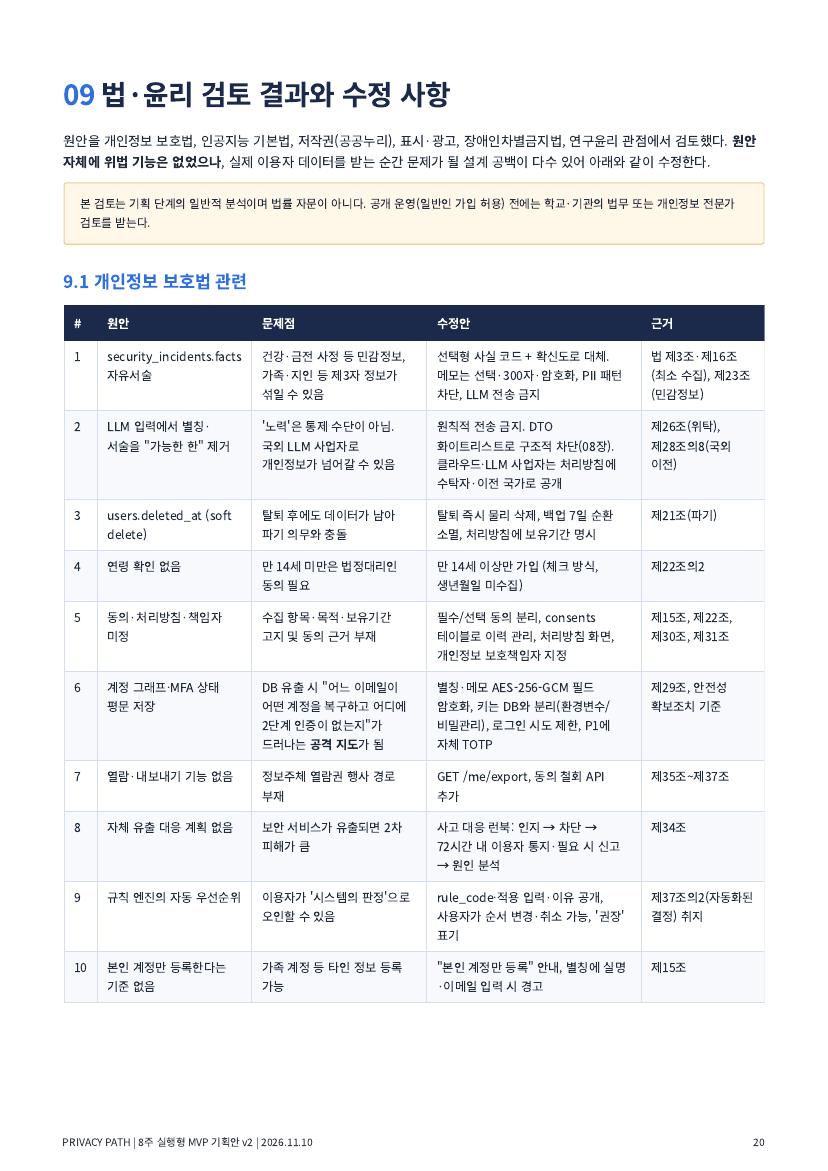 09 법·윤리 검토 결과와 수정 사항
원안을 개인정보 보호법, 인공지능 기본법, 저작권(공공누리), 표시·광고, 장애인차별금지법, 연구윤리 관점에서 검토했다. 원안
자체에 위법 기능은 없었으나, 실제 이용자 데이터를 받는 순간 문제가 될 설계 공백이 다수 있어 아래와 같이 수정한다.
본 검토는 기획 단계의 일반적 분석이며 법률 자문이 아니다. 공개 운영(일반인 가입 허용) 전에는 학교·기관의 법무 또는 개인정보 전문가
검토를 받는다.
9.1 개인정보 보호법 관련
# 원안 문제점 수정안 근거
1 security_incidents.facts 건강·금전 사정 등 민감정보, 선택형 사실 코드 + 확신도로 대체. 법 제3조·제16조
자유서술 가족·지인 등 제3자 정보가 메모는 선택·300자·암호화, PII 패턴 (최소 수집), 제23조
섞일 수 있음 차단, LLM 전송 금지 (민감정보)
2 LLM 입력에서 별칭· '노력'은 통제 수단이 아님. 원칙적 전송 금지. DTO 제26조(위탁),
서술을 "가능한 한" 제거 국외 LLM 사업자로 화이트리스트로 구조적 차단(08장). 제28조의8(국외
개인정보가 넘어갈 수 있음 클라우드·LLM 사업자는 처리방침에 이전)
수탁자·이전 국가로 공개
3 users.deleted_at (soft 탈퇴 후에도 데이터가 남아 탈퇴 즉시 물리 삭제, 백업 7일 순환 제21조(파기)
delete) 파기 의무와 충돌 소멸, 처리방침에 보유기간 명시
4 연령 확인 없음 만 14세 미만은 법정대리인 만 14세 이상만 가입 (체크 방식, 제22조의2
동의 필요 생년월일 미수집)
5 동의·처리방침·책임자 수집 항목·목적·보유기간 필수/선택 동의 분리, consents 제15조, 제22조,
미정 고지 및 동의 근거 부재 테이블로 이력 관리, 처리방침 화면, 제30조, 제31조
개인정보 보호책임자 지정
6 계정 그래프·MFA 상태 DB 유출 시 "어느 이메일이 별칭·메모 AES-256-GCM 필드 제29조, 안전성
평문 저장 어떤 계정을 복구하고 어디에 암호화, 키는 DB와 분리(환경변수/ 확보조치 기준
2단계 인증이 없는지"가 비밀관리), 로그인 시도 제한, P1에
드러나는 공격 지도가 됨 자체 TOTP
7 열람·내보내기 기능 없음 정보주체 열람권 행사 경로 GET /me/export, 동의 철회 API 제35조~제37조
부재 추가
8 자체 유출 대응 계획 없음 보안 서비스가 유출되면 2차 사고 대응 런북: 인지 → 차단 → 제34조
피해가 큼 72시간 내 이용자 통지·필요 시 신고
→ 원인 분석
9 규칙 엔진의 자동 우선순위 이용자가 '시스템의 판정'으로 rule_code·적용 입력·이유 공개, 제37조의2(자동화된
오인할 수 있음 사용자가 순서 변경·취소 가능, '권장' 결정) 취지
표기
10 본인 계정만 등록한다는 가족 계정 등 타인 정보 등록 "본인 계정만 등록" 안내, 별칭에 실명 제15조
기준 없음 가능 ·이메일 입력 시 경고
PRIVACY PATH | 8주 실행형 MVP 기획안 v2 | 2026.11.10 20